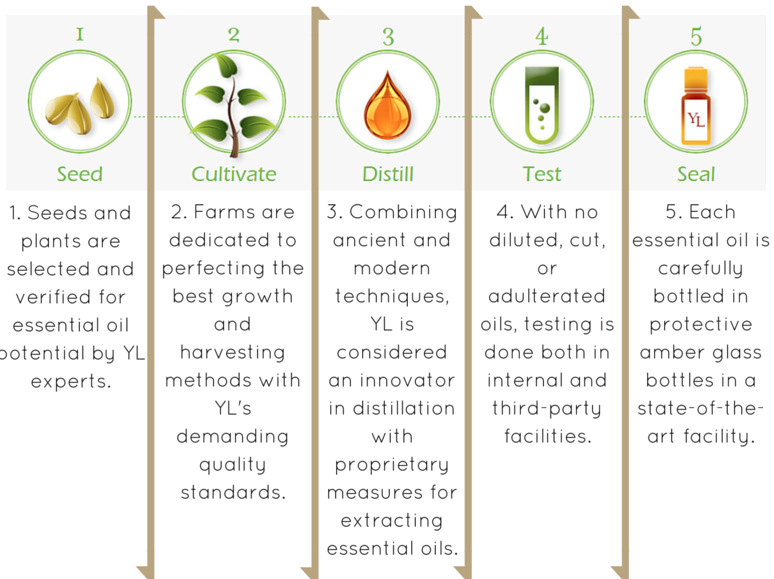 1
Seed
1. Seeds and
plants are
selected and
verified for
essential oil
potential by YL
experts.
2
Cultivate
2. Farms are
dedicated to
perfecting the
best growth
and
harvesting
methods with
YL's
demanding
quality
standards.
3
Distill
3. Combining
ancient and
modern
techniques,
YL is
considered
an innovator
in distillation
with
proprietary
measures for
extracting
essential oils.
4
Test
4. With no
diluted, cut,
or
adulterated
oils, testing is
done both in
internal and
third-party
facilities.
5
YL
Seal
5. Each
essential oil is
carefully
bottled in
protective
amber glass
bottles in a
state-of-the-
art facility.